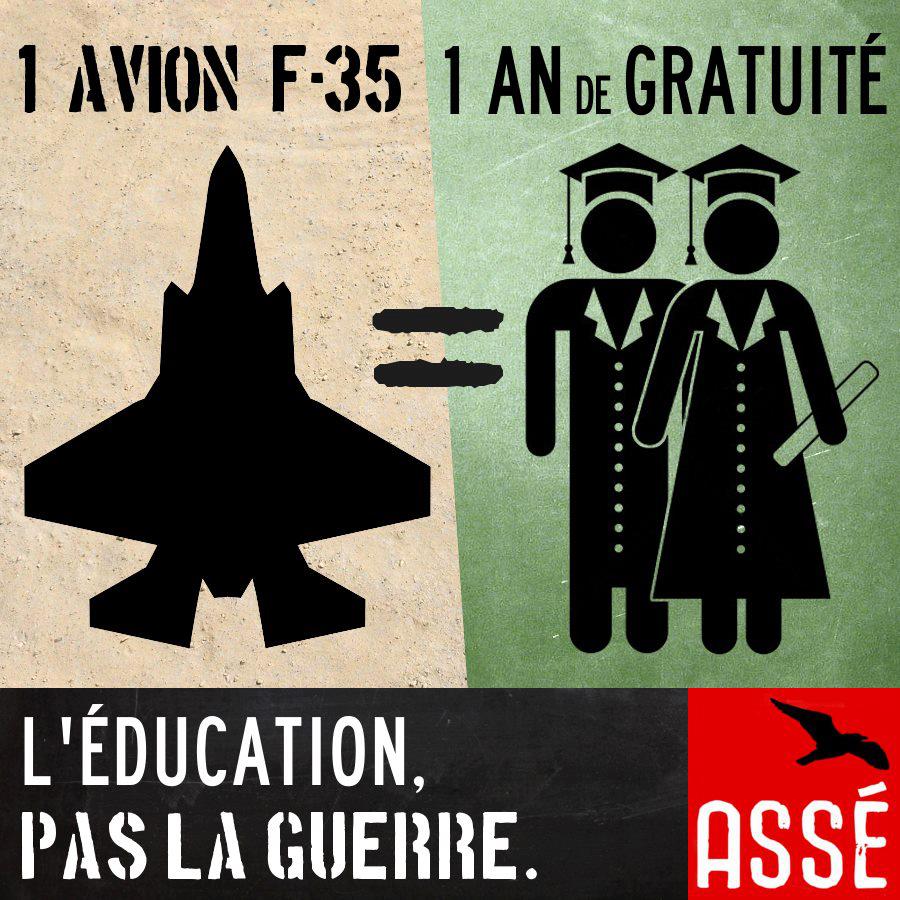 1 AVION F-35
1 AN DE GRATUITÉ
L'ÉDUCATION,
PAS LA GUERRE.
ASSÉ